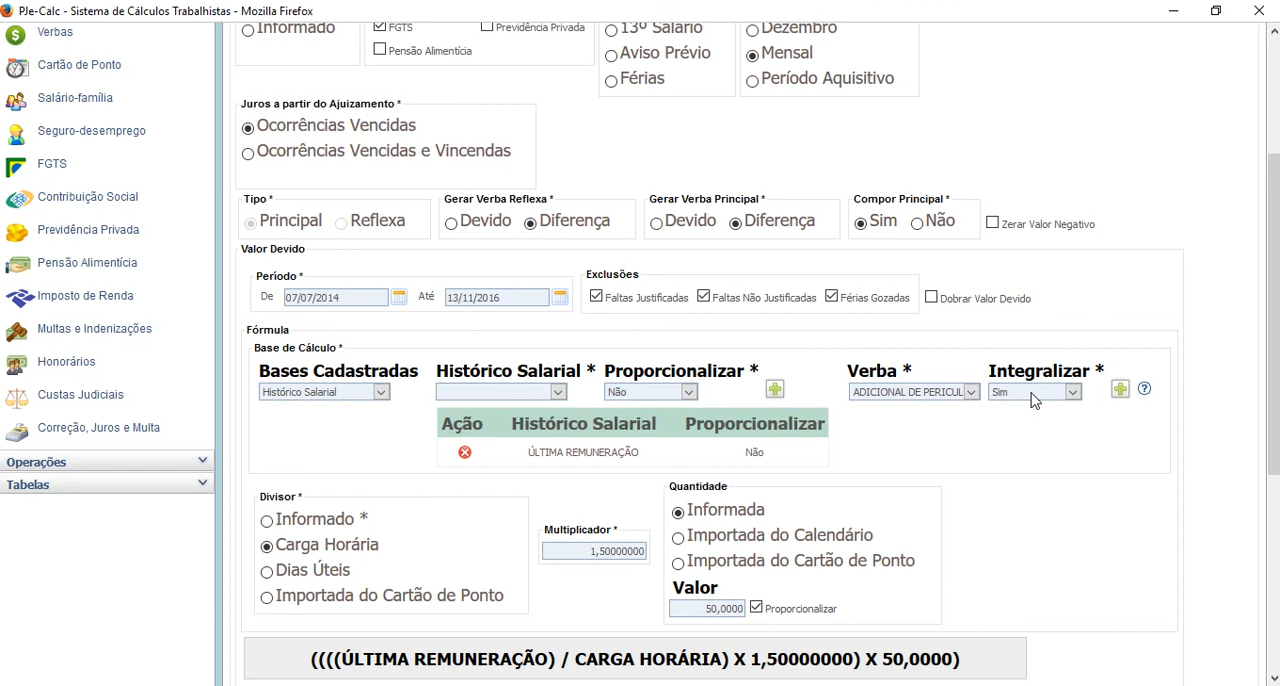 PJe-Calc - Sistema de Cálculos Trabalhistas - Mozilla Firefox
Verbas
Cartão de Ponto
Salário-família
Seguro-desemprego
FGTS
Contribuição Social
Previdência Privada
Pensão Alimentícia
Imposto de Renda
Multas e Indenizações
Honorários
Custas Judiciais
Correção, Juros e Multa
Operações
Tabelas
Informado
FGTS
Previdência Privada
Pensão Alimentícia
13º Salário
Aviso Prévio
Férias
Dezembro
Mensal
Período Aquisitivo
Juros a partir do Ajuizamento *
Ocorrências Vencidas
Ocorrências Vencidas e Vincendas
Tipo *
Principal Reflexa
Gerar Verba Reflexa *
Devido Diferença
Gerar Verba Principal *
Devido Diferença
Compor Principal *
Sim Não
Zerar Valor Negativo
Valor Devido
Período *
De 07/07/2014 Até 13/11/2016
Exclusões
Faltas Justificadas Faltas Não Justificadas Férias Gozadas
Dobrar Valor Devido
Fórmula
Base de Cálculo *
Bases Cadastradas Histórico Salarial * Proporcionalizar * Verba * Integralizar *
Histórico Salarial Não ADICIONAL DE PERICUL Sim
Ação Histórico Salarial Proporcionalizar
ÚLTIMA REMUNERAÇÃO Não
Divisor *
Informado *
Carga Horária
Dias Úteis
Importada do Cartão de Ponto
Multiplicador *
1,50000000
Quantidade
Informada
Importada do Calendário
Importada do Cartão de Ponto
Valor
50,0000 Proporcionalizar
((((ÚLTIMA REMUNERAÇÃO) / CARGA HORÁRIA) X 1,50000000) X 50,0000)